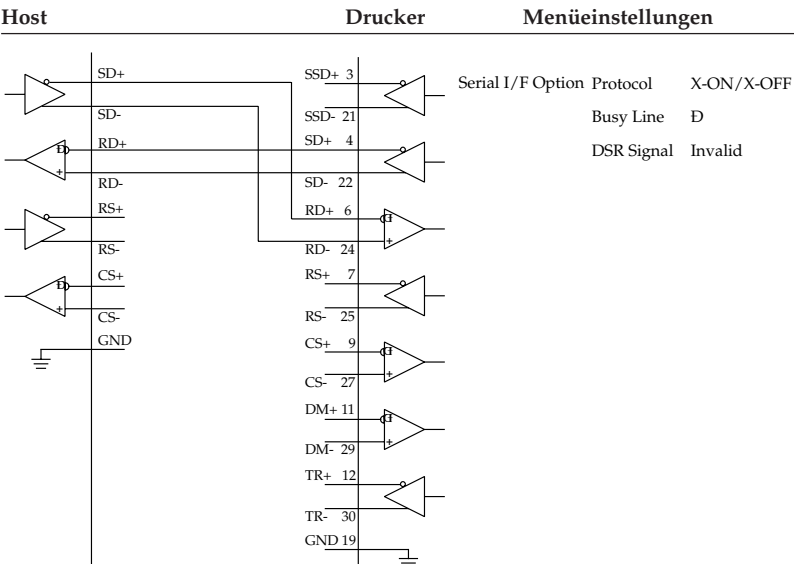 Host Drucker Menüeinstellungen
SD+ SSD+ 3 Serial I/F Option Protocol X-ON/X-OFF
SD- SSD- 21 Busy Line Ð
RD+ SD+ 4 DSR Signal Invalid
RD- SD- 22
RS+ RD+ 6
RS- RD- 24
CS+ RS+ 7
CS- RS- 25
GND CS+ 9
CS- 27
DM+ 11
DM- 29
TR+ 12
TR- 30
GND 19